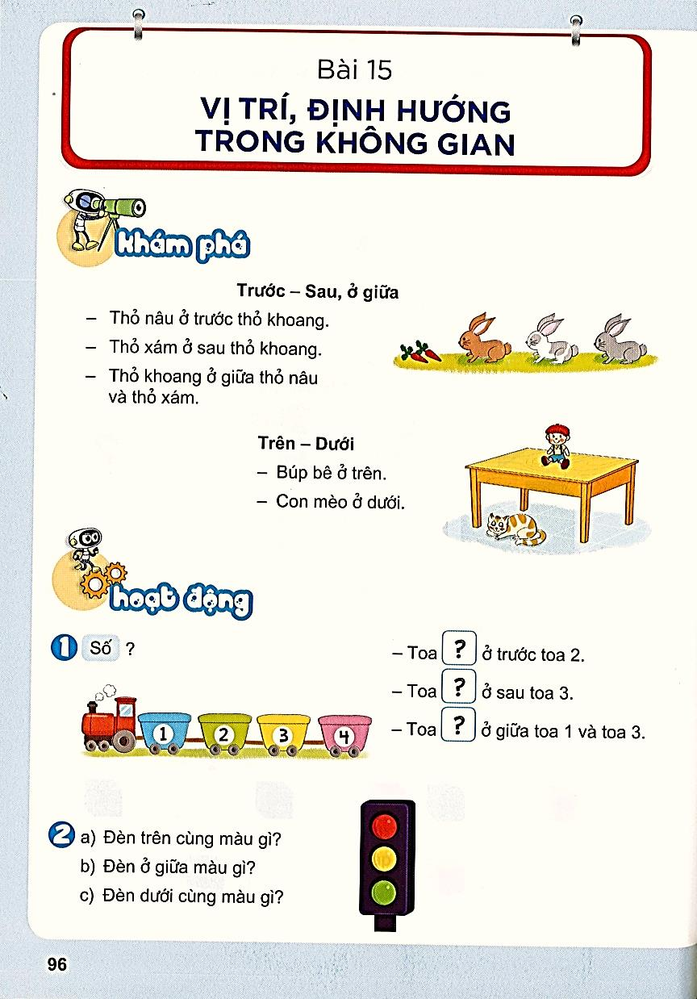 Bài 15
VỊ TRÍ, ĐỊNH HƯỚNG
TRONG KHÔNG GIAN
khám phá
Trước – Sau, ở giữa
– Thỏ nâu ở trước thỏ khoang.
– Thỏ xám ở sau thỏ khoang.
– Thỏ khoang ở giữa thỏ nâu
và thỏ xám.
Trên – Dưới
– Búp bê ở trên.
– Con mèo ở dưới.
hoạt động
1 Số ?
1 2 3 4
– Toa ? ở trước toa 2.
– Toa ? ở sau toa 3.
– Toa ? ở giữa toa 1 và toa 3.
2 a) Đèn trên cùng màu gì?
b) Đèn ở giữa màu gì?
c) Đèn dưới cùng màu gì?
96